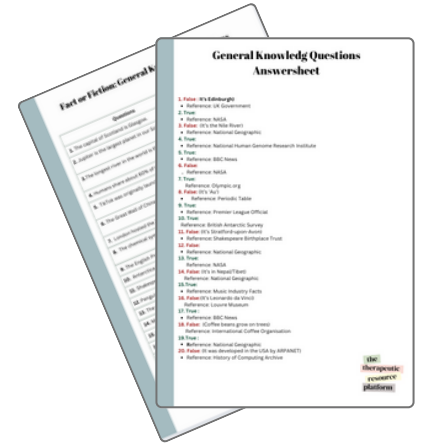 Fact or Fiction: General K
Questions
1. The capital of Scotland is Glasgow.
2. Jupiter is the largest planet in our
3. The longest river in the world is
4. Humans share about 60% of
5. TikTok was originally
6. The Great Wall of
7. London hosted the
8. The chemical
9. The English
10.
11.
12.
13. The
14.
General Knowledg Questions
Answersheet
1. False: (It's Edinburgh)
• Reference: UK Government
2. True:
• Reference: NASA
3. False: (It's the Nile River)
• Reference: National Geographic
4. True:
• Reference: National Human Genome Research Institute
5. True:
• Reference: BBC News
6. False:
. Reference: NASA
7. True:
Reference: Olympic.org
8. False: (It's 'Au')
• Reference: Periodic Table
9. True:
• Reference: Premier League Official
10. True:
Reference: British Antarctic Survey
11. False: (It's Stratford-upon-Avon)
• Reference: Shakespeare Birthplace Trust
12. False:
• Reference: National Geographic
13. True:
• Reference: NASA
14. False: (It's in Nepal/Tibet)
Reference: National Geographic
15. True:
• Reference: Music Industry Facts
16. False: (It's Leonardo da Vinci)
Reference: Louvre Museum
17. True:
• Reference: BBC News
18. False: (Coffee beans grow on trees)
Reference: International Coffee Organisation
19. True:
• Reference: National Geographic
20. False: (It was developed in the USA by ARPANET)
• Reference: History of Computing Archive
the
therapeutic
resource
platform